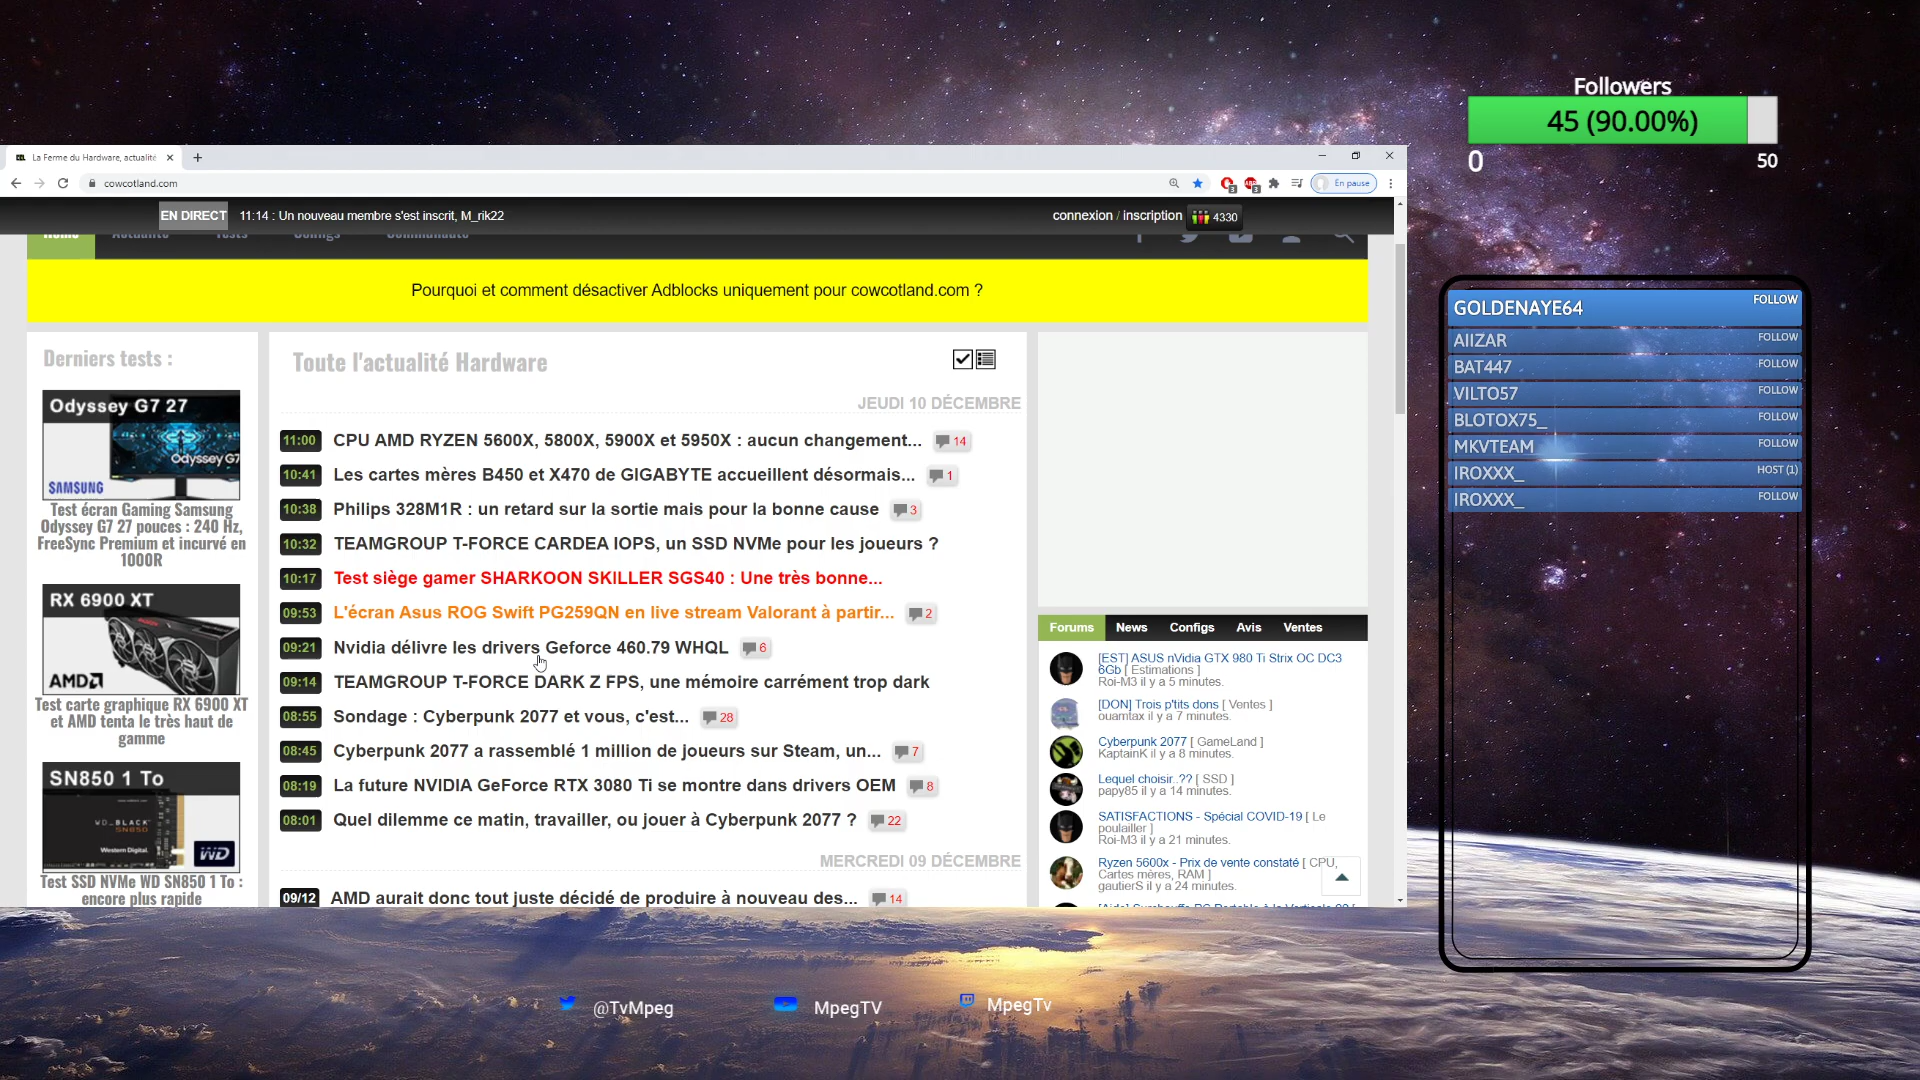 Followers
45 (90.00%)
0
50
La Ferme du Hardware, actualité
cowcotland.com
3
3
En pause
EN DIRECT
11:14 : Un nouveau membre s'est inscrit, M_rik22
connexion / inscription
4330
Home
Actualité
Tests
Configs
Communauté
Pourquoi et comment désactiver Adblocks uniquement pour cowcotland.com ?
Derniers tests :
Odyssey G7 27
Odyssey G7
SAMSUNG
Test écran Gaming Samsung
Odyssey G7 27 pouces : 240 Hz,
FreeSync Premium et incurvé en
1000R
RX 6900 XT
AMD
Test carte graphique RX 6900 XT
et AMD tenta le très haut de
gamme
SN850 1 To
WD_BLACK
SN850
Western Digital.
WD
Test SSD NVMe WD SN850 1 To :
encore plus rapide
Toute l'actualité Hardware
JEUDI 10 DÉCEMBRE
11:00 CPU AMD RYZEN 5600X, 5800X, 5900X et 5950X : aucun changement... 14
10:41 Les cartes mères B450 et X470 de GIGABYTE accueillent désormais... 1
10:38 Philips 328M1R : un retard sur la sortie mais pour la bonne cause 3
10:32 TEAMGROUP T-FORCE CARDEA IOPS, un SSD NVMe pour les joueurs ?
10:17 Test siège gamer SHARKOON SKILLER SGS40 : Une très bonne...
09:53 L'écran Asus ROG Swift PG259QN en live stream Valorant à partir... 2
09:21 Nvidia délivre les drivers Geforce 460.79 WHQL 6
09:14 TEAMGROUP T-FORCE DARK Z FPS, une mémoire carrément trop dark
08:55 Sondage : Cyberpunk 2077 et vous, c'est... 28
08:45 Cyberpunk 2077 a rassemblé 1 million de joueurs sur Steam, un... 7
08:19 La future NVIDIA GeForce RTX 3080 Ti se montre dans drivers OEM 8
08:01 Quel dilemme ce matin, travailler, ou jouer à Cyberpunk 2077 ? 22
MERCREDI 09 DÉCEMBRE
09/12 AMD aurait donc tout juste décidé de produire à nouveau des... 14
Forums News Configs Avis Ventes
[EST] ASUS nVidia GTX 980 Ti Strix OC DC3
6Gb [ Estimations ]
Roi-M3 il y a 5 minutes.
[DON] Trois p'tits dons [ Ventes ]
ouamtax il y a 7 minutes.
Cyberpunk 2077 [ GameLand ]
KaptainK il y a 8 minutes.
Lequel choisir..?? [ SSD ]
papy85 il y a 14 minutes.
SATISFACTIONS - Spécial COVID-19 [ Le
poulailler ]
Roi-M3 il y a 21 minutes.
Ryzen 5600x - Prix de vente constaté [ CPU,
Cartes mères, RAM ]
gautierS il y a 24 minutes.
GOLDENAYE64 FOLLOW
AIIZAR FOLLOW
BAT447 FOLLOW
VILTO57 FOLLOW
BLOTOX75_ FOLLOW
MKVTEAM FOLLOW
IROXXX_ HOST (1)
IROXXX_ FOLLOW
@TvMpeg
MpegTV
MpegTv